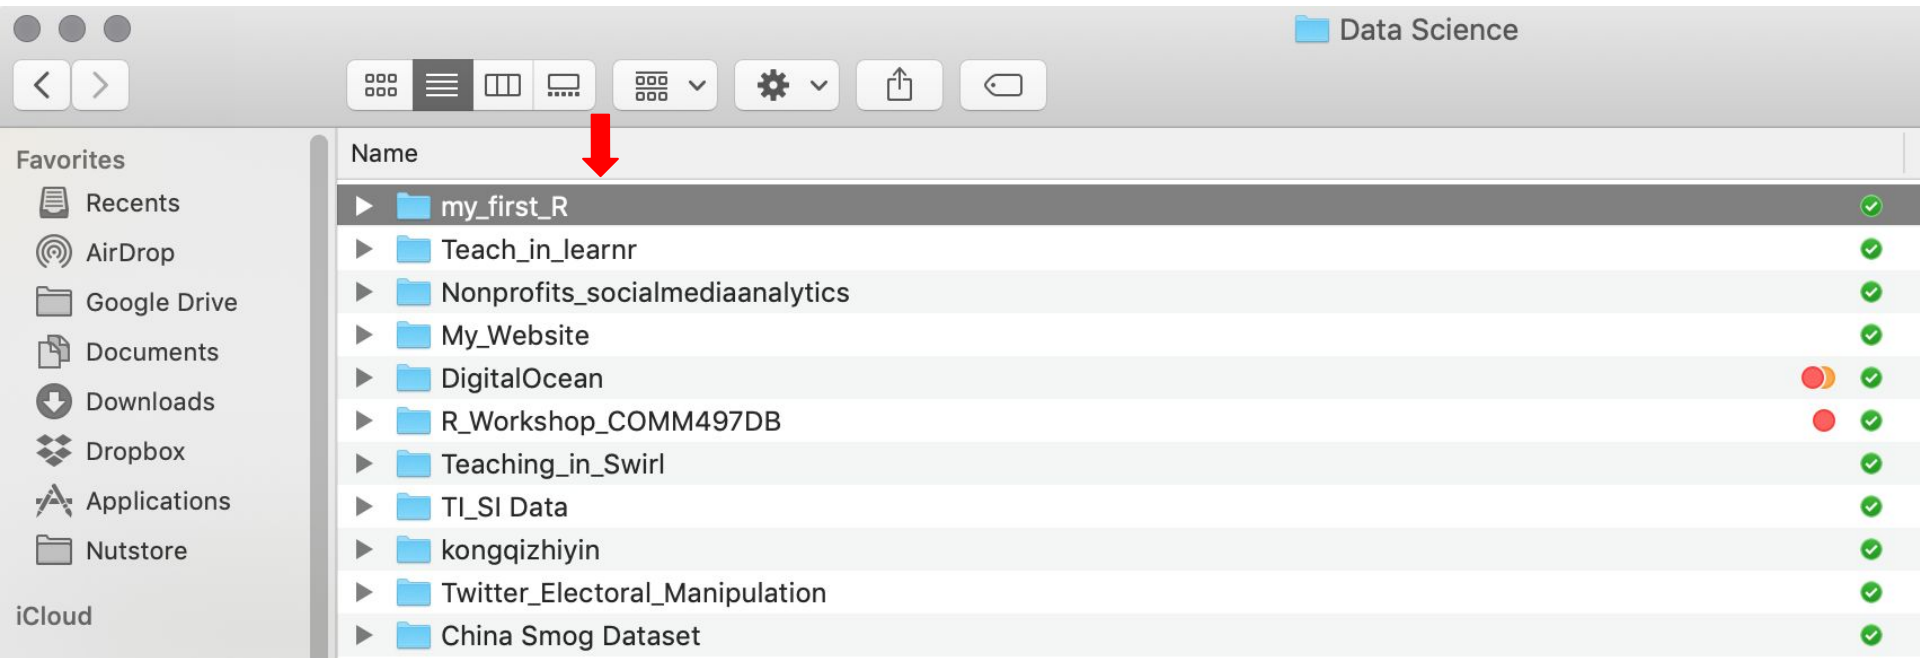 Data Science
Favorites
Recents
AirDrop
Google Drive
Documents
Downloads
Dropbox
Applications
Nutstore
iCloud
Name
my_first_R
Teach_in_learnr
Nonprofits_socialmediaanalytics
My_Website
DigitalOcean
R_Workshop_COMM497DB
Teaching_in_Swirl
TI_SI Data
kongqizhiyin
Twitter_Electoral_Manipulation
China Smog Dataset